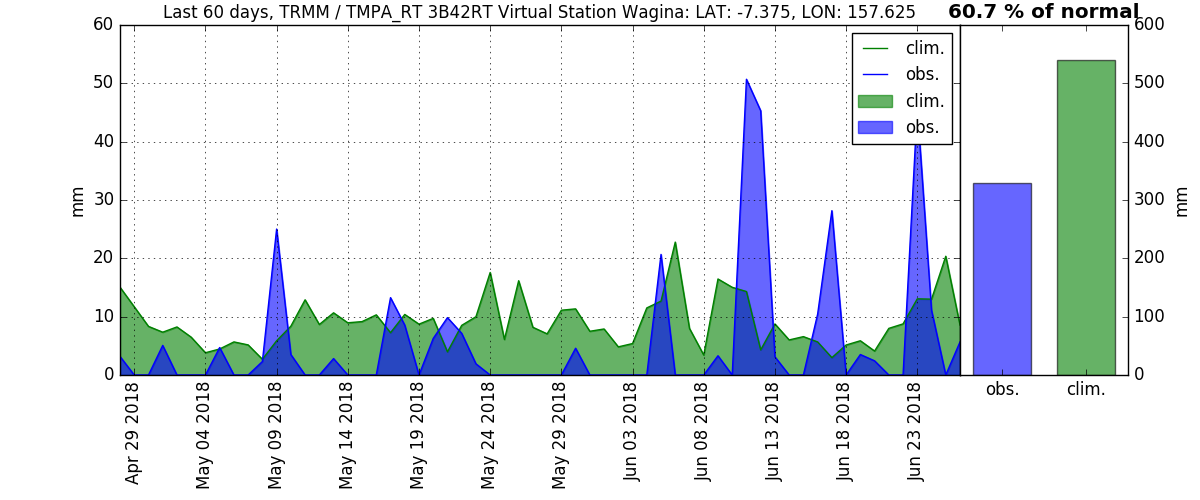 Last 60 days, TRMM / TMPA_RT 3B42RT Virtual Station Wagina: LAT: -7.375, LON: 157.625
60.7 % of normal
60
50
40
30
20
10
0
mm
clim.
obs.
clim.
obs.
600
500
400
300
200
100
0
mm
Apr 29 2018
May 04 2018
May 09 2018
May 14 2018
May 19 2018
May 24 2018
May 29 2018
Jun 03 2018
Jun 08 2018
Jun 13 2018
Jun 18 2018
Jun 23 2018
obs.
clim.